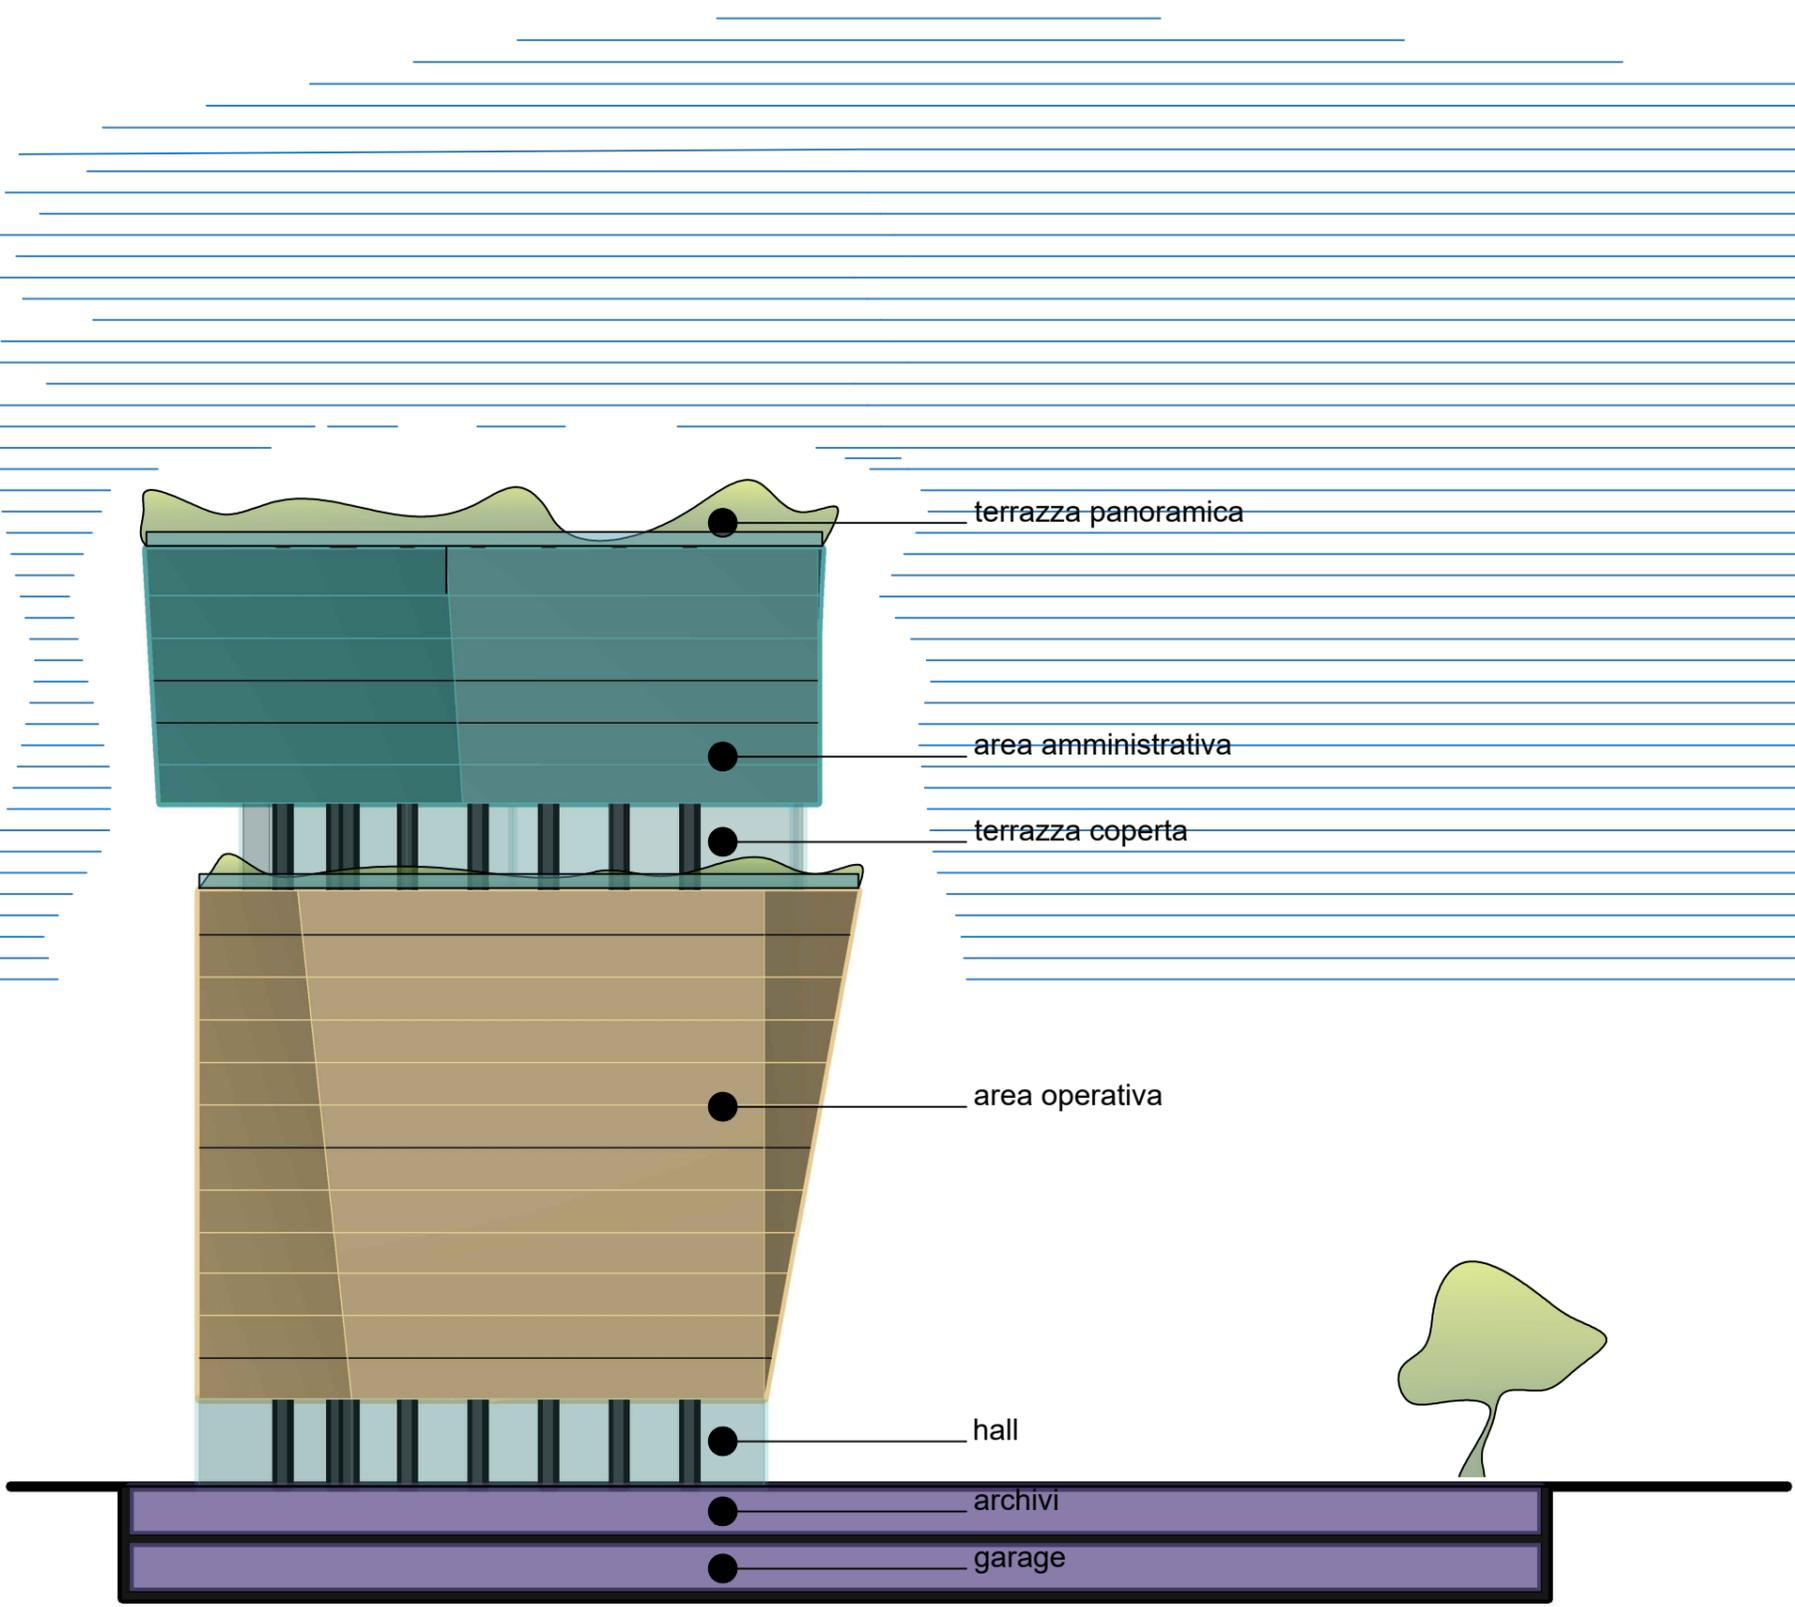 terrazza panoramica
area amministrativa
terrazza coperta
area operativa
hall
archivi
garage